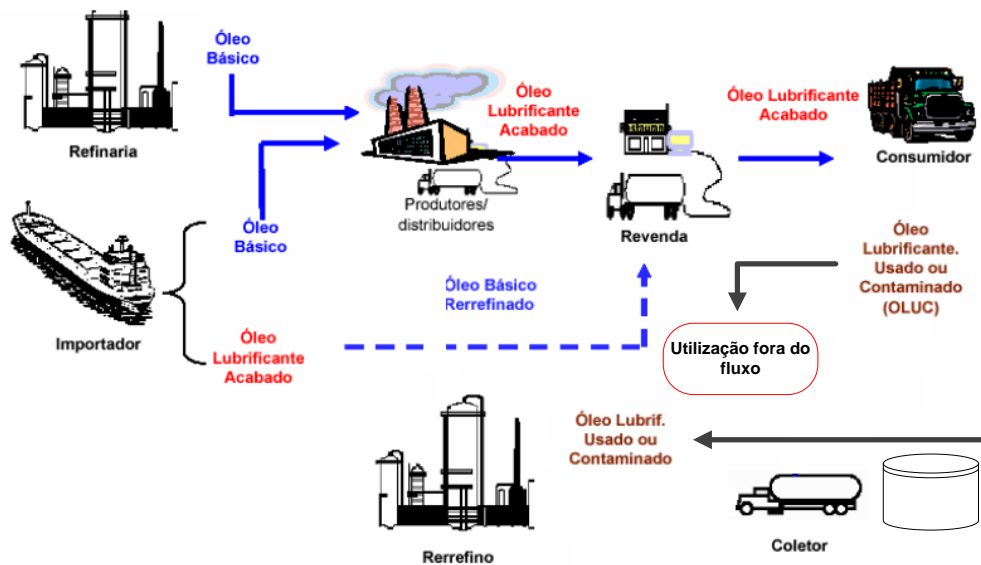 Óleo
Básico
Refinaria
Óleo
Lubrificante
Acabado
Produtores/
distribuidores
Revenda
Óleo Lubrificante
Acabado
Consumidor
Óleo
Básico
Importador
Óleo
Lubrificante
Acabado
Óleo Básico
Rerrefinado
Óleo
Lubrificante.
Usado ou
Contaminado
(OLUC)
Utilização fora do
fluxo
Óleo Lubrif.
Usado ou
Contaminado
Rerrefino
Coletor